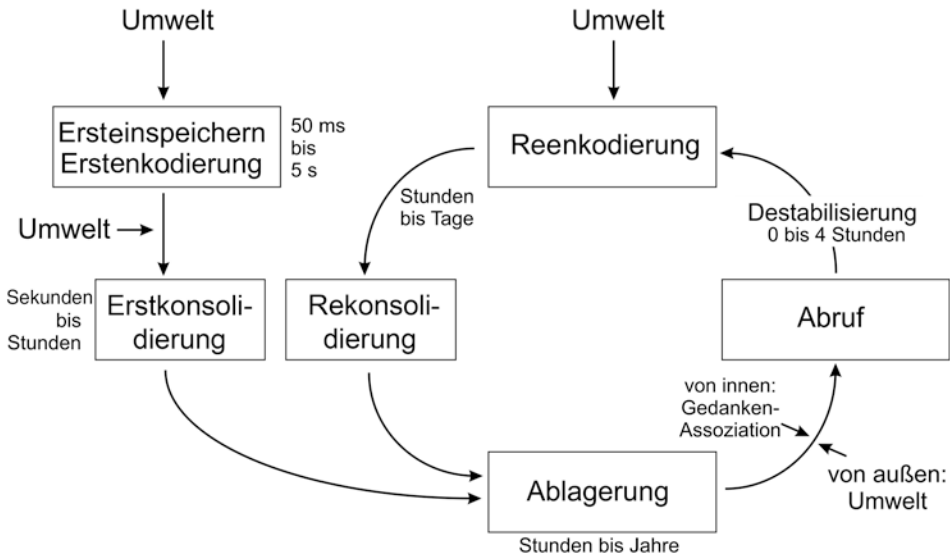 Umwelt
Umwelt
Ersteinspeichern
Erstenkodierung
50 ms
bis
5 s
Reenkodierung
Stunden
bis Tage
Destabilisierung
0 bis 4 Stunden
Umwelt
Sekunden
bis
Stunden
Erstkonsoli-
dierung
Rekonsoli-
dierung
Abruf
von innen:
Gedanken-
Assoziation
von außen:
Umwelt
Ablagerung
Stunden bis Jahre